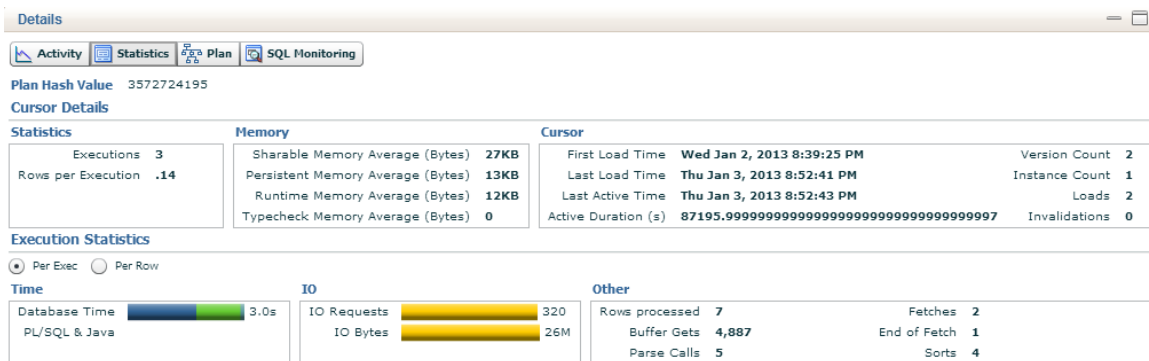 Details
Activity Statistics Plan SQL Monitoring
Plan Hash Value 3572724195
Cursor Details
Statistics Memory Cursor
Executions 3 Sharable Memory Average (Bytes) 27KB First Load Time Wed Jan 2, 2013 8:39:25 PM Version Count 2
Rows per Execution .14 Persistent Memory Average (Bytes) 13KB Last Load Time Thu Jan 3, 2013 8:52:41 PM Instance Count 1
Runtime Memory Average (Bytes) 12KB Last Active Time Thu Jan 3, 2013 8:52:43 PM Loads 2
Typecheck Memory Average (Bytes) 0 Active Duration (s) 87195.99999999999999999999999999999999997 Invalidations 0
Execution Statistics
Per Exec Per Row
Time IO Other
Database Time 3.0s IO Requests 320 Rows processed 7 Fetches 2
PL/SQL & Java IO Bytes 26M Buffer Gets 4,887 End of Fetch 1
Parse Calls 5 Sorts 4